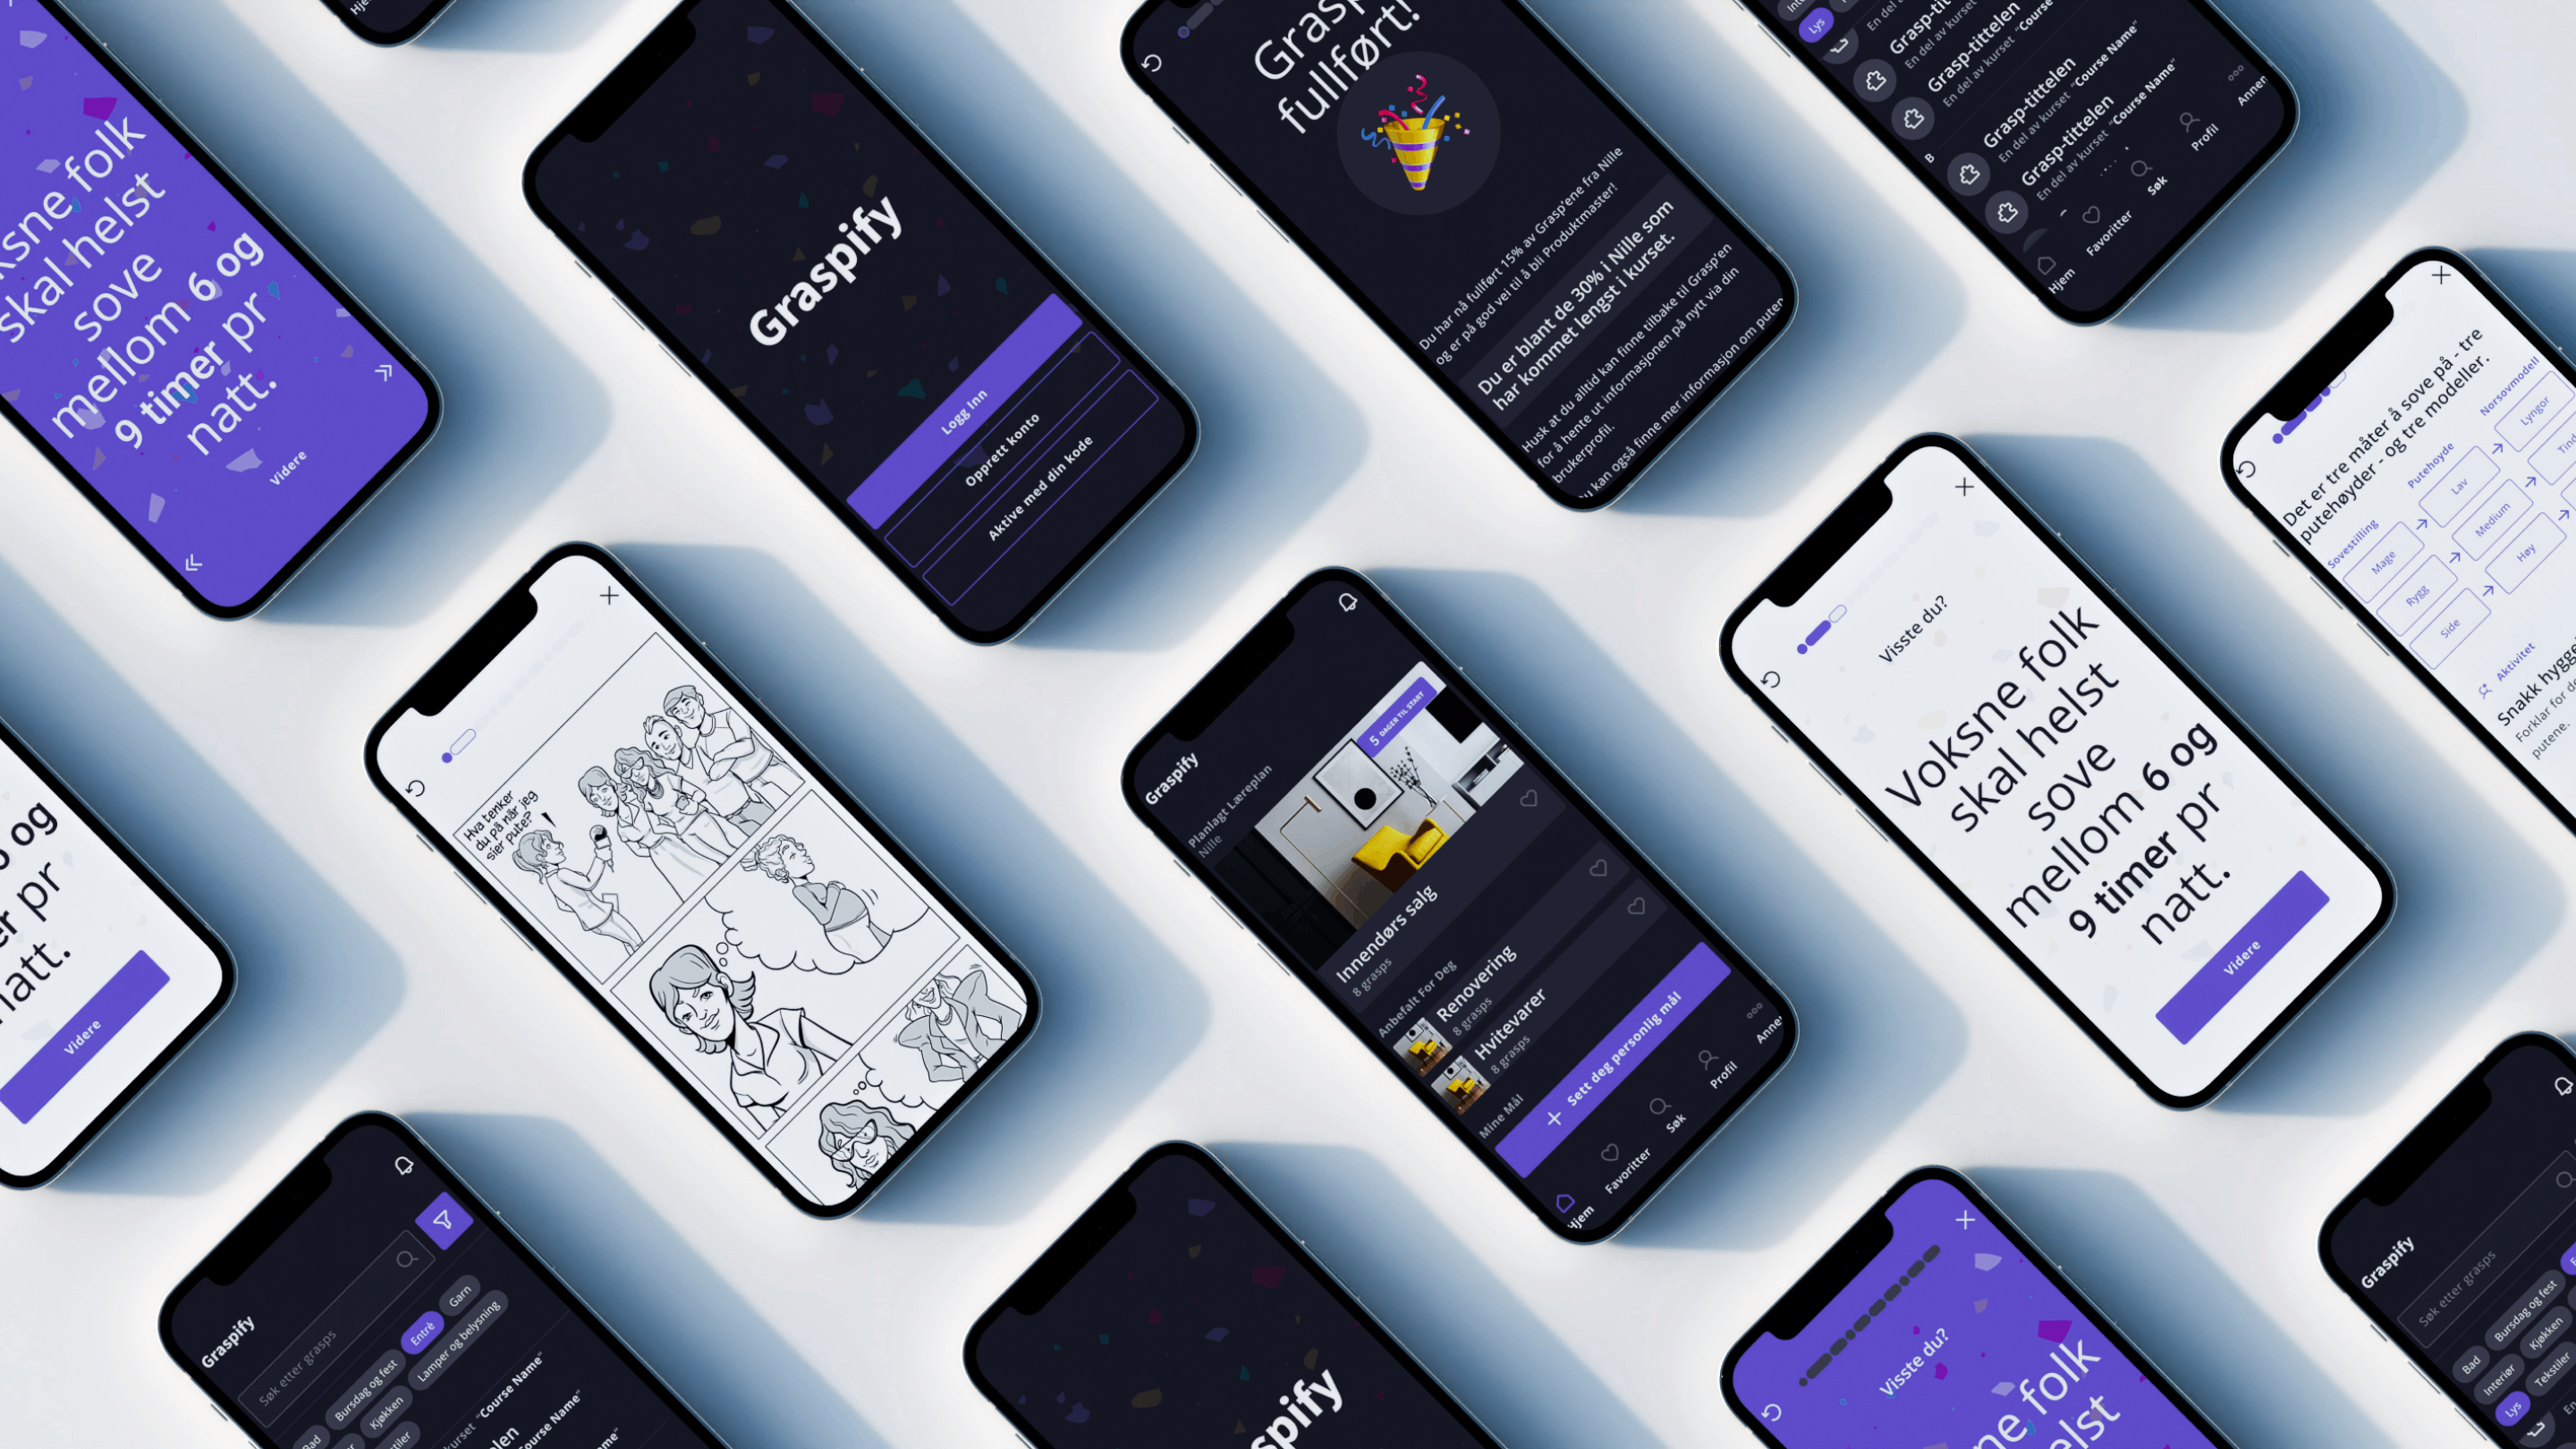 Voksne folk
skal helst
sove
mellom 6 og
9 timer pr
natt.
Videre
Graspify
Logg Inn
Opprett konto
Aktive med din kode
fullført!
Du har nå fullført 15% av Grasp'ene fra Nille
og er på god vei til å bli Produktmaster!
Du er blant de 30% i Nille som
har kommet lengst i kurset.
Husk at du alltid kan finne tilbake til Grasp'en
for å hente ut informasjonen på nytt via din
brukerprofil.
kan også finne mer informasjon om puter
Lys
En del av kurset
Grasp-tittelen
En del av kurset "Course
Grasp-tittelen
En del av kurset "Course Name"
B
Grasp-tittelen
En del av kurset "Course Name"
Grasp-tittelen
En del av kurset "Course Name"
Hjem
Favoritter
Søk
Profil
Annen
Det er tre måter å sove på - tre
putehøyder - og tre modeller.
Sovestilling
Putehoyde
Norsovmodell
Mage
Lav
Lyngor
Rygg
Medium
Side
Høy
Aktivitet
Snakk hygge
Forklar for
putene.
6 og
pr
natt.
Videre
Hva tenker
du på når jeg
sier pute?
Graspify
Planlagt Læreplan
Nille
5 DAGER TIL START
Innendørs salg
8 grasps
Anbefalt For Deg
Renovering
8 grasps
Hvitevarer
8 grasps
Mine Mål
+ Sett deg personlig mål
Hjem
Favoritter
Søk
Profil
Anne
Visste du?
Voksne folk
skal helst
sove
mellom 6 og
9 timer pr
natt.
Videre
Graspify
Søk etter grasps
Bursdag og fest
Entrè
Garn
Kjøkken
Lamper og belysning
kurset "Course Name"
"Course Name"
spify
Visste du?
folk
elst
Graspify
Søk etter grasps
Bad
Bursdag og fest
Interiør
Kjøkken
Lys
Tekstiler